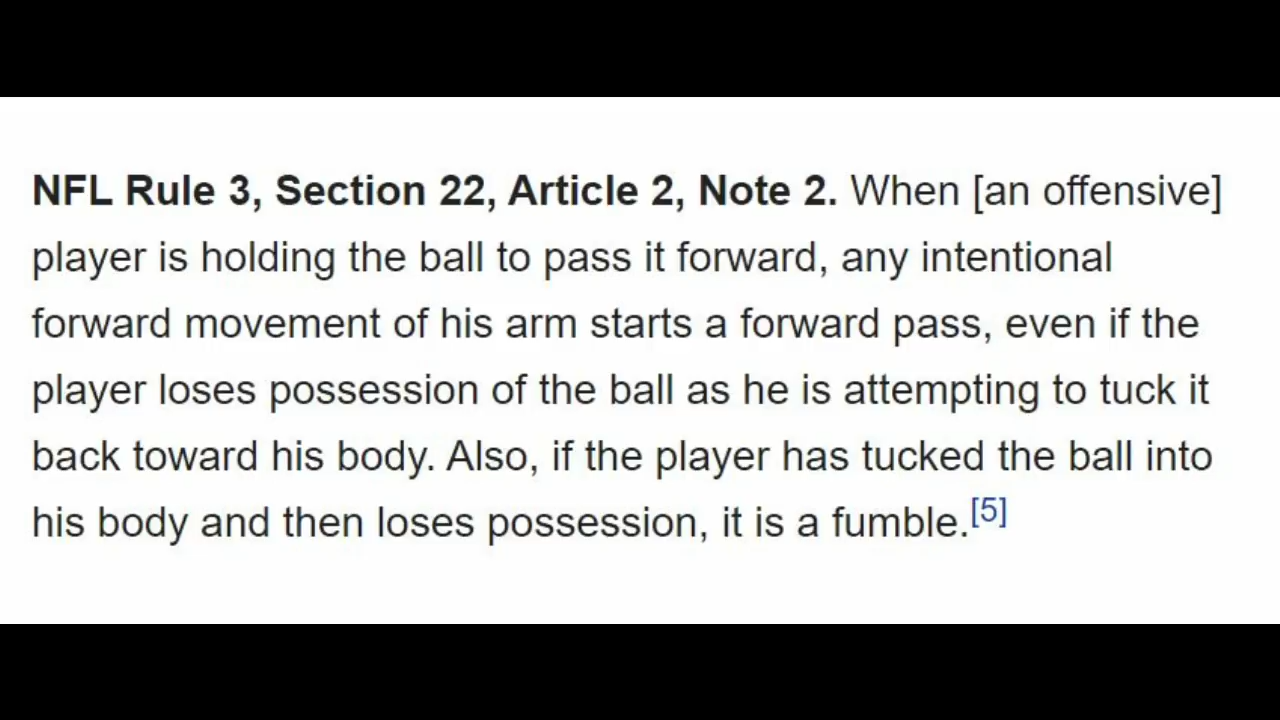 NFL Rule 3, Section 22, Article 2, Note 2. When [an offensive]
player is holding the ball to pass it forward, any intentional
forward movement of his arm starts a forward pass, even if the
player loses possession of the ball as he is attempting to tuck it
back toward his body. Also, if the player has tucked the ball into
his body and then loses possession, it is a fumble.[5]